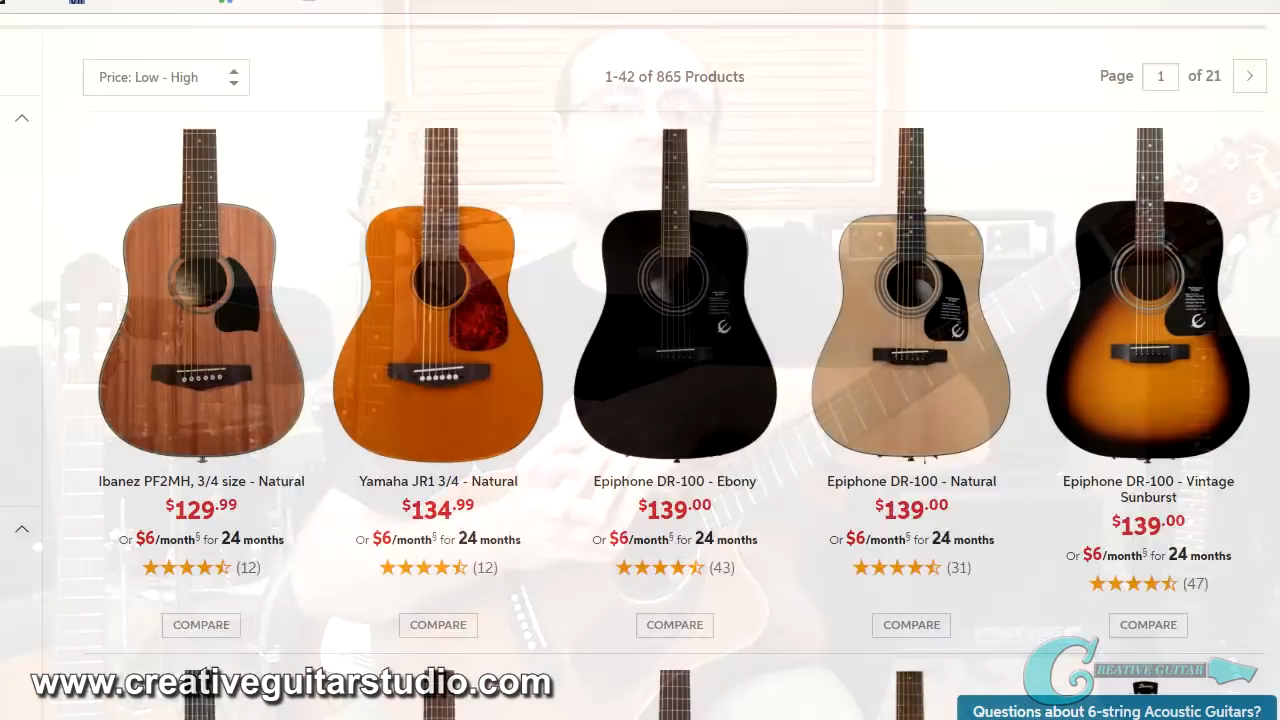 Price: Low - High
1-42 of 865 Products
Page 1 of 21
Ibanez PF2MH, 3/4 size - Natural
$129.99
Or $6/month§ for 24 months
(12)
COMPARE
Yamaha JR1 3/4 - Natural
$134.99
Or $6/month§ for 24 months
(12)
COMPARE
Epiphone DR-100 - Ebony
$139.00
Or $6/month§ for 24 months
(43)
COMPARE
Epiphone DR-100 - Natural
$139.00
Or $6/month§ for 24 months
(31)
COMPARE
Epiphone DR-100 - Vintage
Sunburst
$139.00
Or $6/month§ for 24 months
(47)
COMPARE
www.creativeguitarstudio.com
CREATIVE GUITAR
Questions about 6-string Acoustic Guitars?